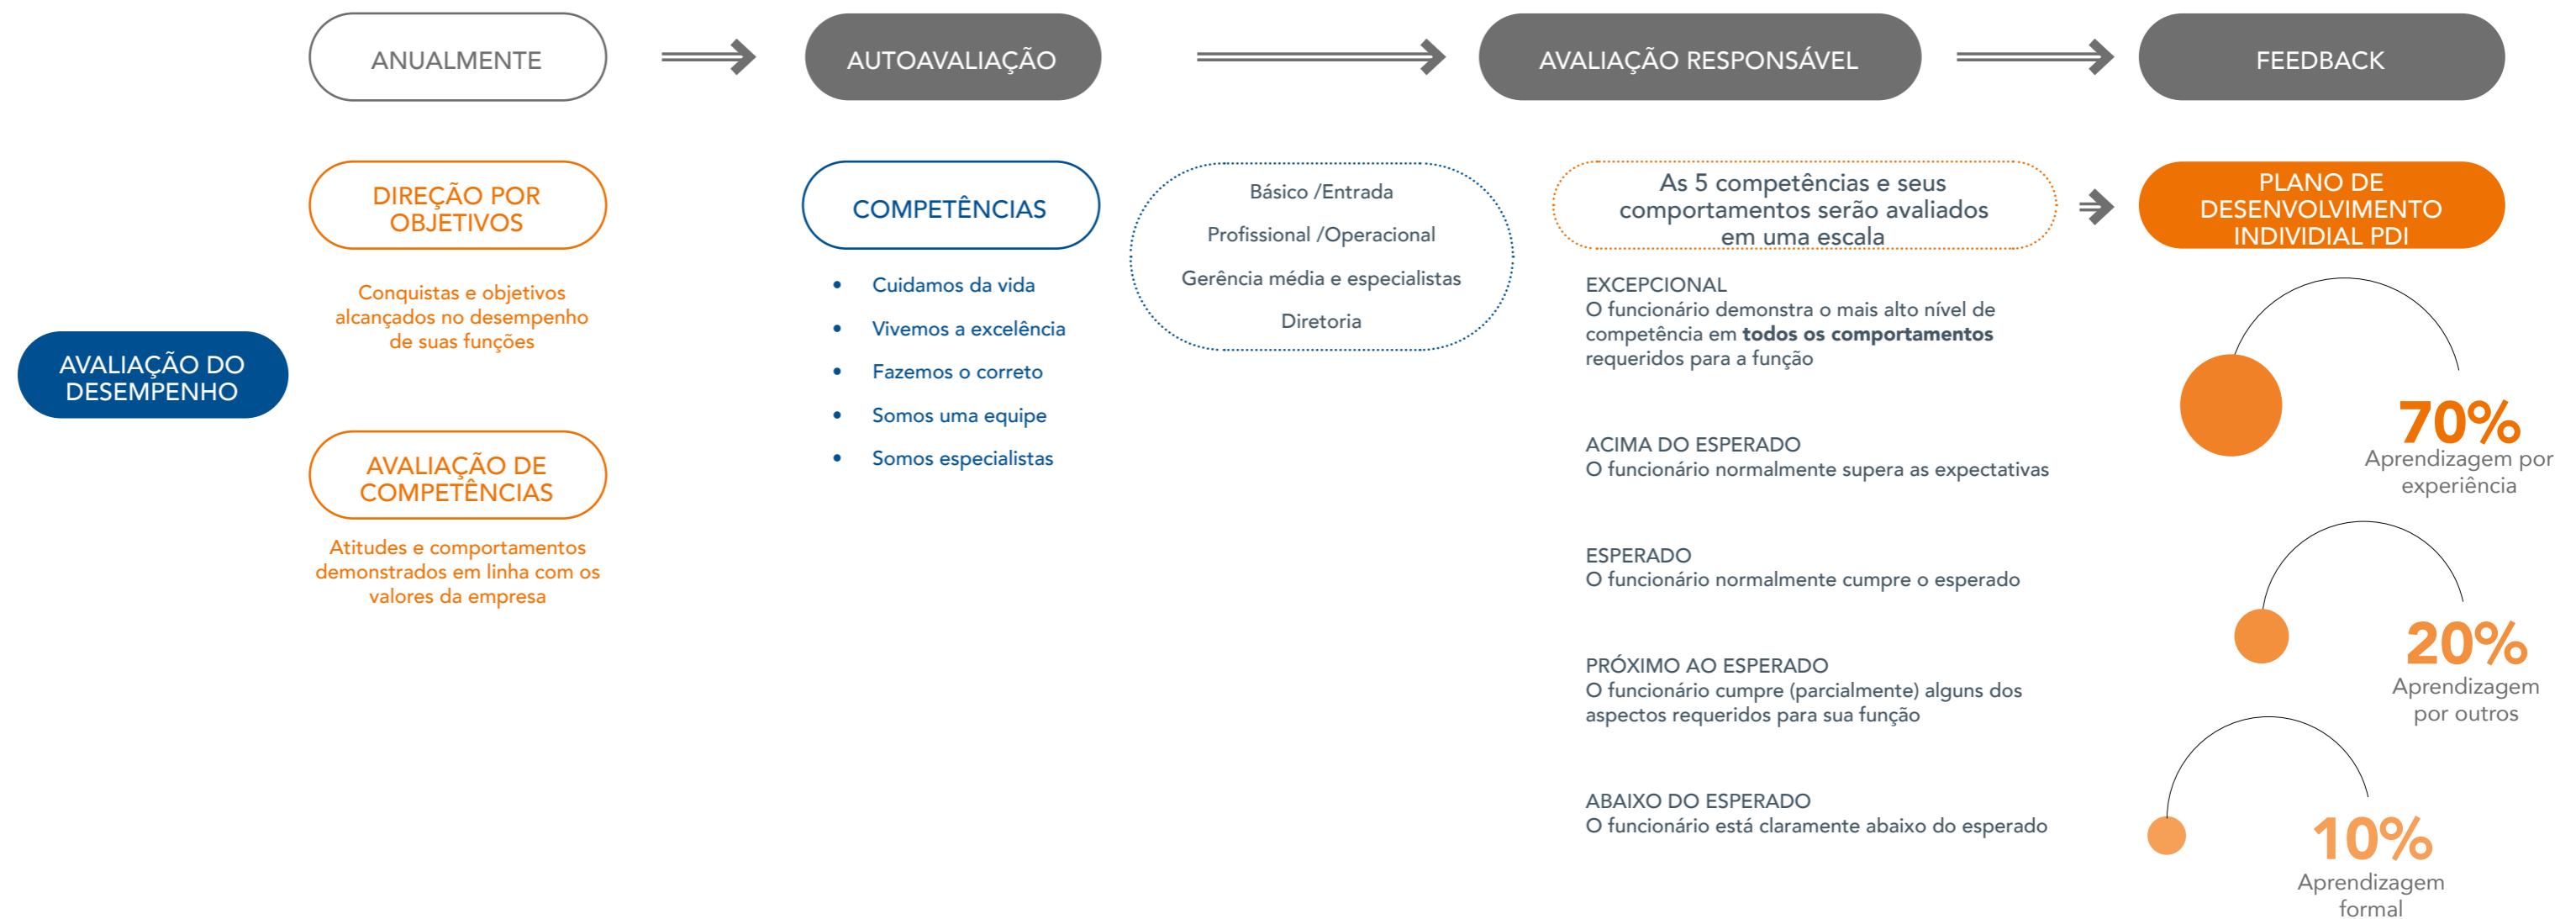 ANUALMENTE
AUTOAVALIAÇÃO
AVALIAÇÃO RESPONSÁVEL
FEEDBACK
AVALIAÇÃO DO
DESEMPENHO
DIREÇÃO POR
OBJETIVOS
Conquistas e objetivos
alcançados no desempenho
de suas funções
AVALIAÇÃO DE
COMPETÊNCIAS
Atitudes e comportamentos
demonstrados em linha com os
valores da empresa
COMPETÊNCIAS
• Cuidamos da vida
• Vivemos a excelência
• Fazemos o correto
• Somos uma equipe
• Somos especialistas
Básico /Entrada
Profissional /Operacional
Gerência média e especialistas
Diretoria
As 5 competências e seus
comportamentos serão avaliados
em uma escala
EXCEPCIONAL
O funcionário demonstra o mais alto nível de
competência em todos os comportamentos
requeridos para a função
ACIMA DO ESPERADO
O funcionário normalmente supera as expectativas
ESPERADO
O funcionário normalmente cumpre o esperado
PRÓXIMO AO ESPERADO
O funcionário cumpre (parcialmente) alguns dos
aspectos requeridos para sua função
ABAIXO DO ESPERADO
O funcionário está claramente abaixo do esperado
PLANO DE
DESENVOLVIMENTO
INDIVIDIAL PDI
70%
Aprendizagem por
experiência
20%
Aprendizagem
por outros
10%
Aprendizagem
formal